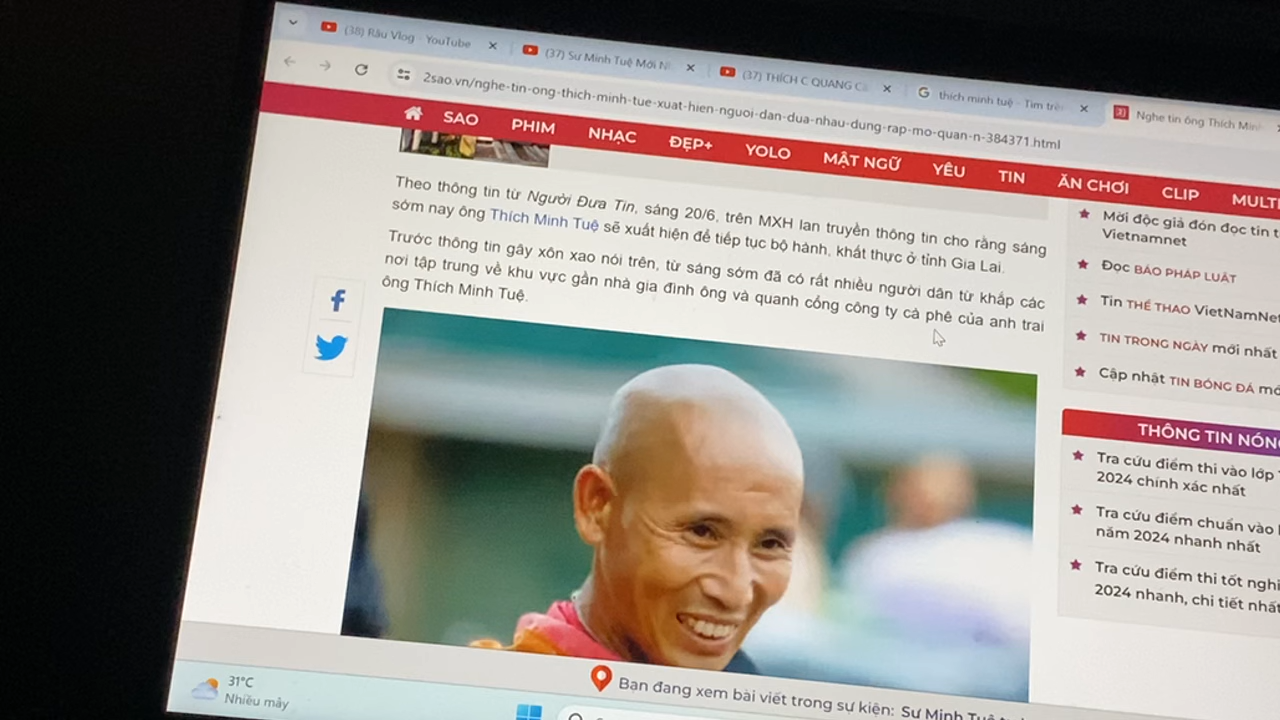 (38) Râu Vlog - YouTube
(37) Sư Minh Tuệ Mới
(37) THÍCH C QUANG
thích minh tuệ - Tìm
Nghe tin ông Thích Minh
2sao.vn/nghe-tin-ong-thich-minh-tue-xuat-hien-nguoi-dan-dua-nhau-dung-rap-mo-quan-n-384371.html
SAO PHIM NHẠC ĐẸP+ YOLO MẬT NGỮ YÊU TIN ĂN CHƠI CLIP MULTI
Theo thông tin từ Người Đưa Tin, sáng 20/6, trên MXH lan truyền thông tin cho rằng sáng
sớm nay ông Thích Minh Tuệ sẽ xuất hiện để tiếp tục bộ hành, khất thực ở tỉnh Gia Lai.
Trước thông tin gây xôn xao nói trên, từ sáng sớm đã có rất nhiều người dân từ khắp các
nơi tập trung về khu vực gần nhà gia đình ông và quanh cổng công ty cà phê của anh trai
ông Thích Minh Tuệ.
Mời độc giả đón đọc tin
Vietnamnet
Đọc BÁO PHÁP LUẬT
Tin THỂ THAO VietNamNet
TIN TRONG NGÀY mới nhất
Cập nhật TIN BÓNG ĐÁ
THÔNG TIN NÓNG
Tra cứu điểm thi vào lớp
2024 chính xác nhất
Tra cứu điểm chuẩn vào
năm 2024 nhanh nhất
Tra cứu điểm thi tốt
2024 nhanh, chi tiết nhất
Bạn đang xem bài viết trong sự kiện: Sư Minh Tuệ
31°C
Nhiều mây